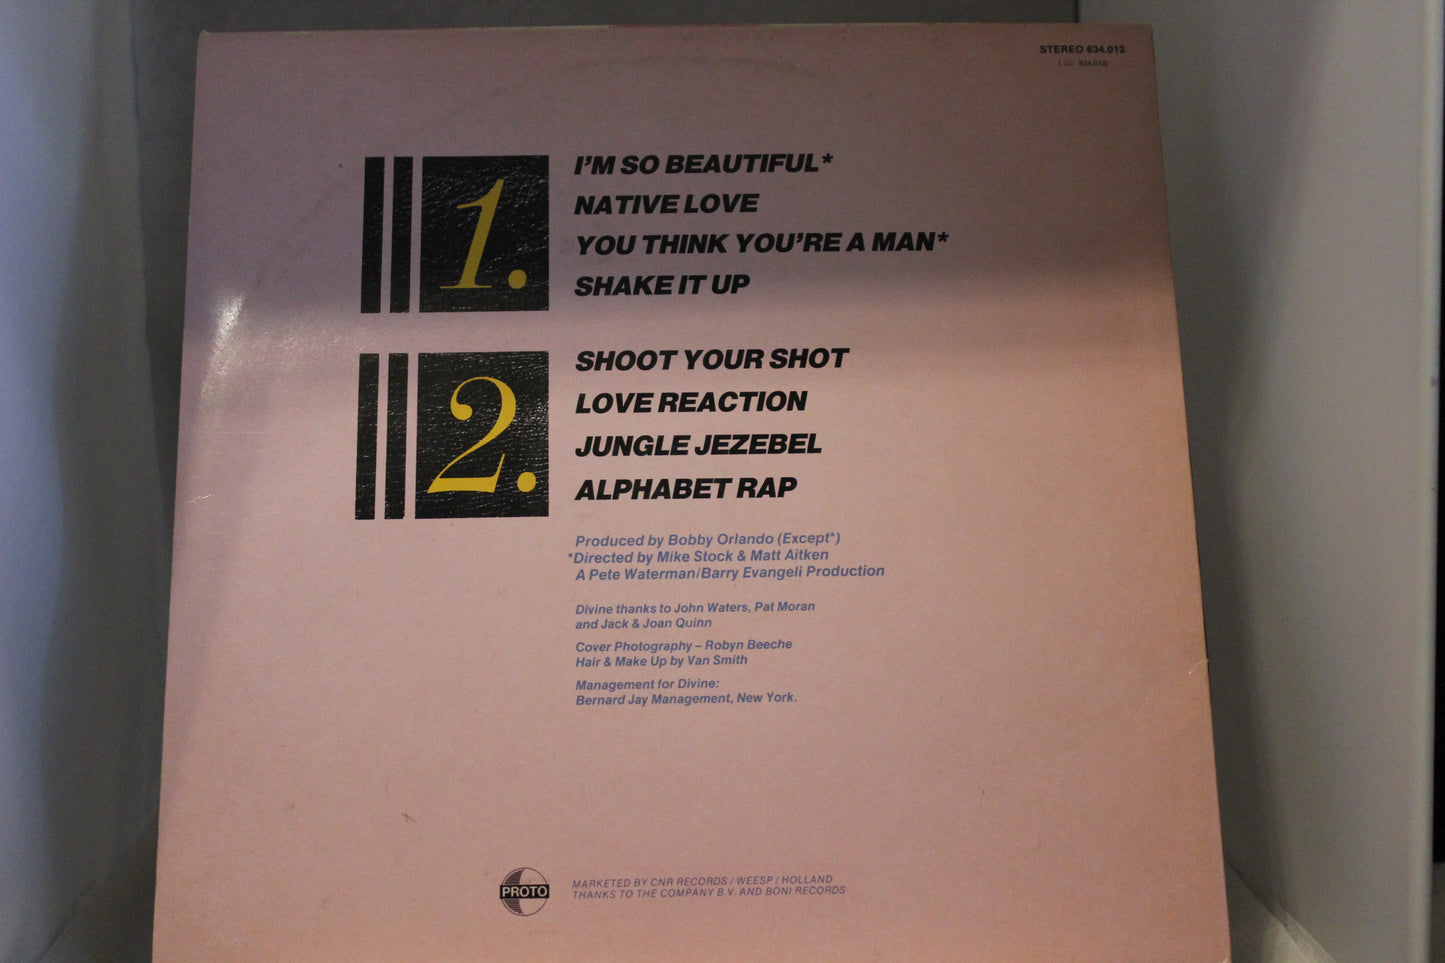 STEREO 634.012
634.012)
1.
I'M SO BEAUTIFUL*
NATIVE LOVE
YOU THINK YOU'RE A MAN*
SHAKE IT UP
2.
SHOOT YOUR SHOT
LOVE REACTION
JUNGLE JEZEBEL
ALPHABET RAP
Produced by Bobby Orlando (Except*)
*Directed by Mike Stock & Matt Aitken
A Pete Waterman/Barry Evangeli Production
Divine thanks to John Waters, Pat Moran
and Jack & Joan Quinn
Cover Photography – Robyn Beeche
Hair & Make Up by Van Smith
Management for Divine:
Bernard Jay Management, New York.
PROTO
MARKETED BY CNR RECORDS / WEESP / HOLLAND
THANKS TO THE COMPANY B.V. AND BONI RECORDS